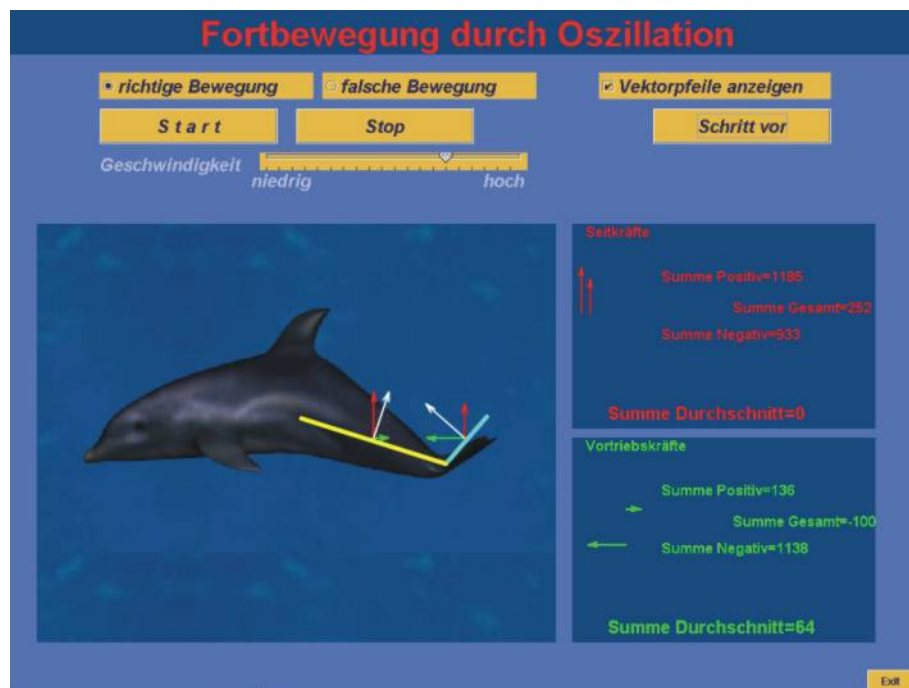 Fortbewegung durch Oszillation
richtige Bewegung
falsche Bewegung
Vektorpfeile anzeigen
Start
Stop
Schritt vor
Geschwindigkeit
niedrig
hoch
Seitkräfte
Summe Positiv=1185
Summe Gesamt=252
Summe Negativ=933
Summe Durchschnitt=0
Vortriebskräfte
Summe Positiv=136
Summe Gesamt=-100
Summe Negativ=1138
Summe Durchschnitt=64
Exit